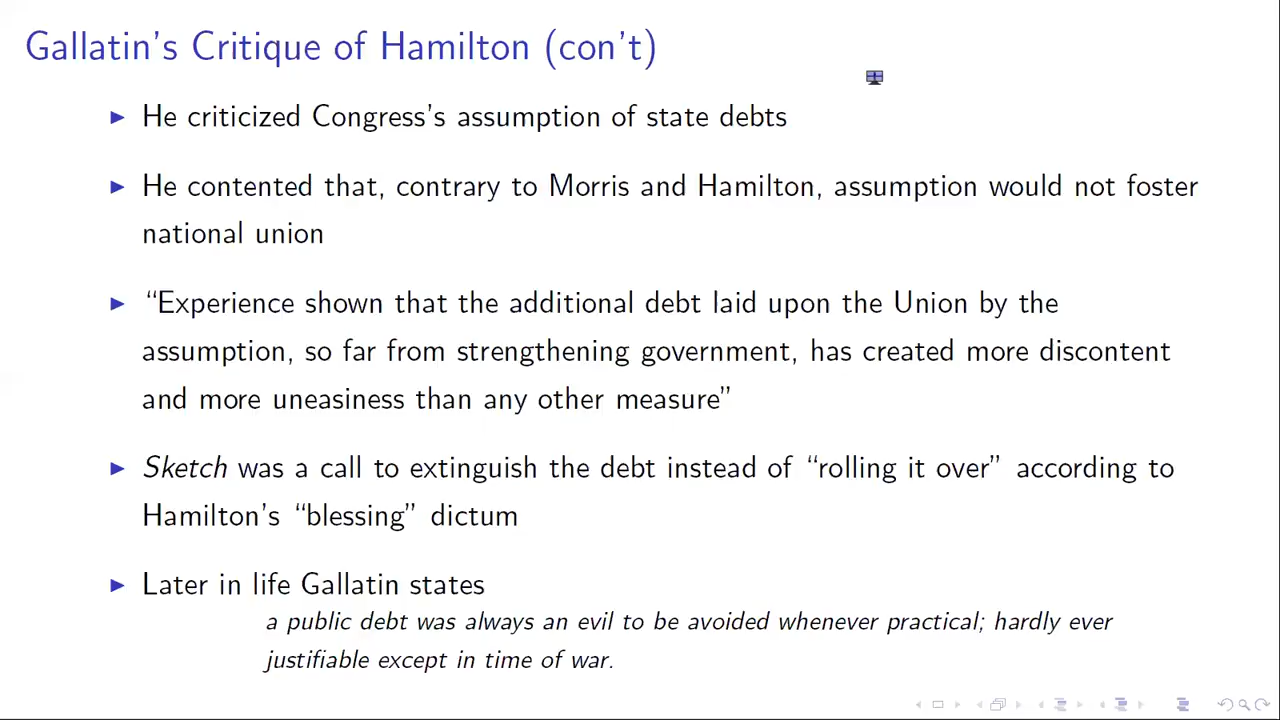 Gallatin's Critique of Hamilton (con't)
He criticized Congress's assumption of state debts
He contented that, contrary to Morris and Hamilton, assumption would not foster
national union
“Experience shown that the additional debt laid upon the Union by the
assumption, so far from strengthening government, has created more discontent
and more uneasiness than any other measure”
Sketch was a call to extinguish the debt instead of “rolling it over” according to
Hamilton's “blessing” dictum
Later in life Gallatin states
a public debt was always an evil to be avoided whenever practical; hardly ever
justifiable except in time of war.